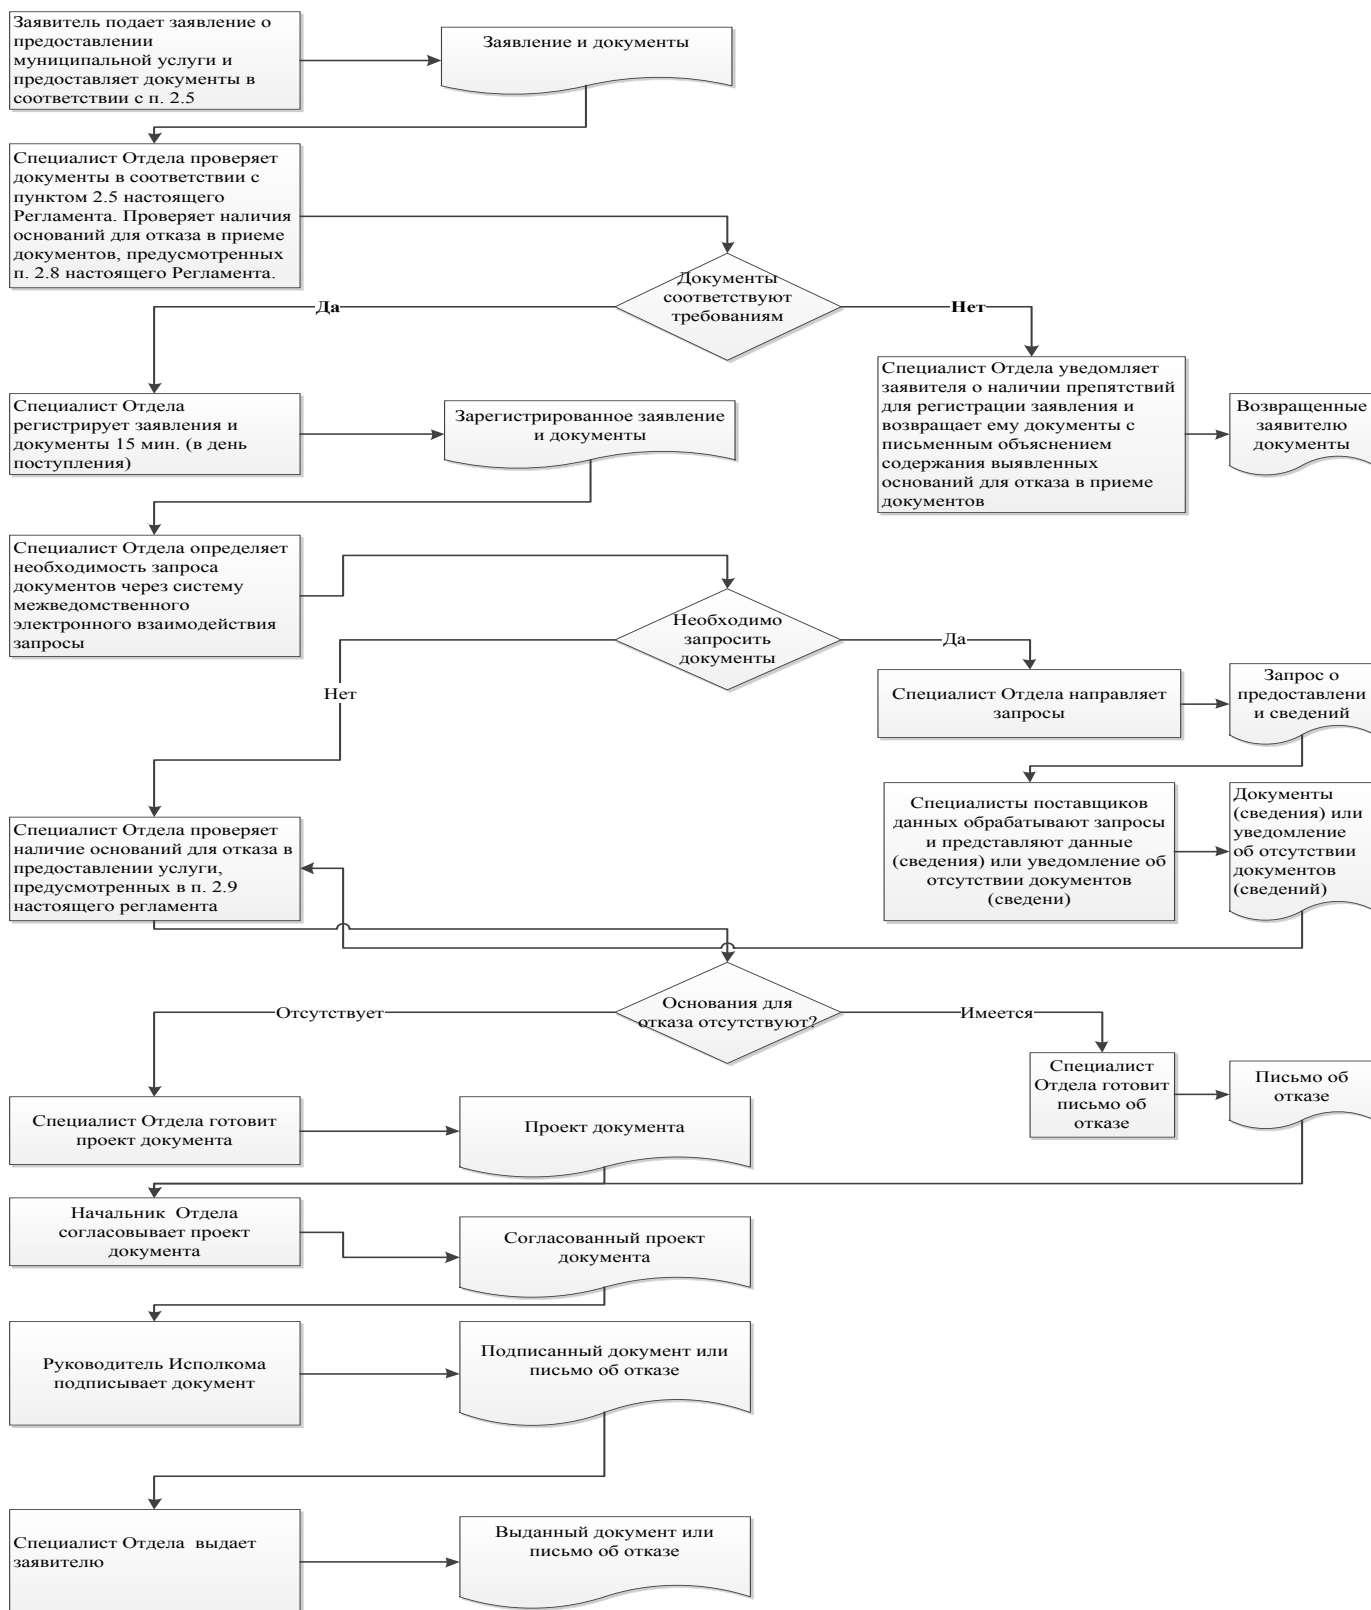 Заявитель подает заявление о
предоставлении
муниципальной услуги и
предоставляет документы в
соответствии с п. 2.5
Заявление и документы
Специалист Отдела проверяет
документы в соответствии с
пунктом 2.5 настоящего
Регламента. Проверяет наличия
оснований для отказа в приеме
документов, предусмотренных
п. 2.8 настоящего Регламента.
Документы
соответствуют
требованиям
Да
Нет
Специалист Отдела
регистрирует заявления и
документы 15 мин. (в день
поступления)
Зарегистрированное заявление
и документы
Специалист Отдела уведомляет
заявителя о наличии препятствий
для регистрации заявления и
возвращает ему документы с
письменным объяснением
содержания выявленных
оснований для отказа в приеме
документов
Возвращенные
заявителю
документы
Специалист Отдела определяет
необходимость запроса
документов через систему
межведомственного
электронного взаимодействия
запросы
Необходимо
запросить
документы
Да
Нет
Специалист Отдела направляет
запросы
Запрос о
предоставлени
и сведений
Специалисты поставщиков
данных обрабатывают запросы
и представляют данные
(сведения) или уведомление об
отсутствии документов
(сведени)
Документы
(сведения) или
уведомление
об отсутствии
документов
(сведений)
Специалист Отдела проверяет
наличие оснований для отказа в
предоставлении услуги,
предусмотренных в п. 2.9
настоящего регламента
Основания для
отказа отсутствуют?
Отсутствует
Имеется
Специалист
Отдела готовит
письмо об
отказе
Письмо об
отказе
Специалист Отдела готовит
проект документа
Проект документа
Начальник  Отдела
согласовывает проект
документа
Согласованный проект
документа
Руководитель Исполкома
подписывает документ
Подписанный документ или
письмо об отказе
Специалист Отдела  выдает
заявителю
Выданный документ или
письмо об отказе